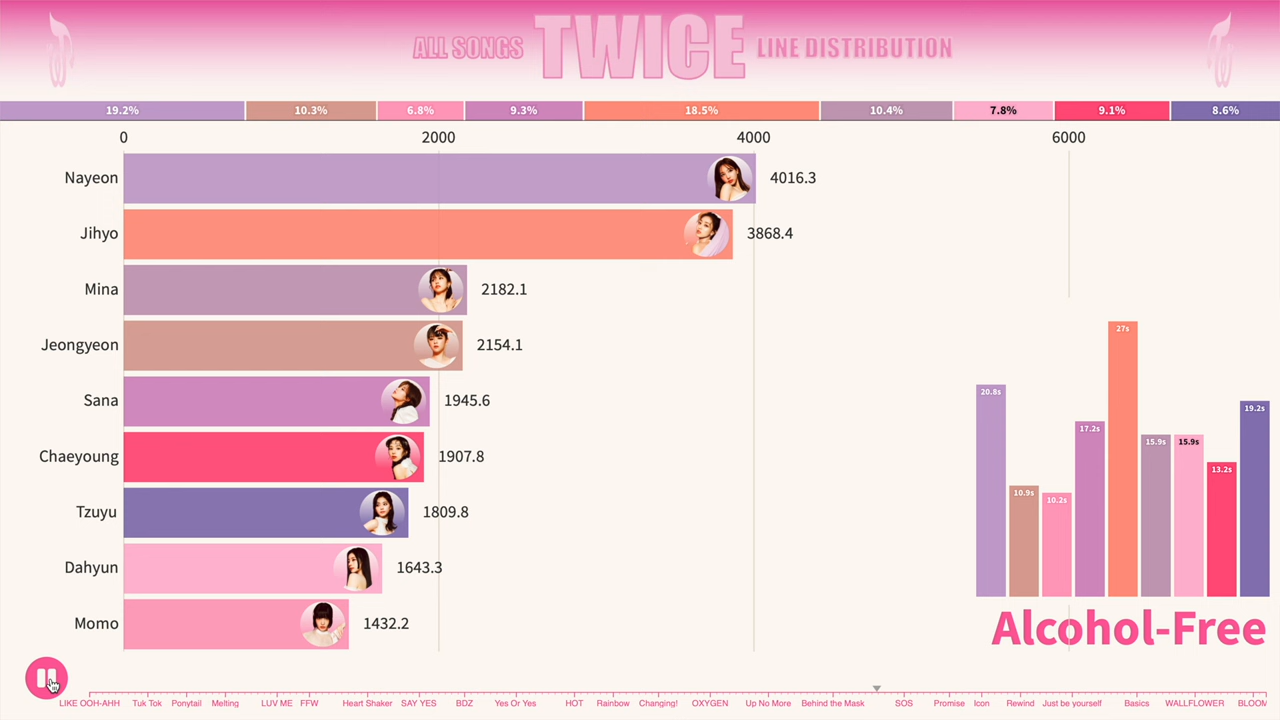 ALL SONGS TWICE LINE DISTRIBUTION
19.2% 10.3% 6.8% 9.3% 18.5% 10.4% 7.8% 9.1% 8.6%
0 2000 4000 6000
Nayeon 4016.3
Jihyo 3868.4
Mina 2182.1
Jeongyeon 2154.1
Sana 1945.6
Chaeyoung 1907.8
Tzuyu 1809.8
Dahyun 1643.3
Momo 1432.2
20.8s 10.9s 10.2s 17.2s 27s 15.9s 15.9s 13.2s 19.2s
Alcohol-Free
LIKE OOH-AHH Tuk Tok Ponytail Melting LUV ME FFW Heart Shaker SAY YES BDZ Yes Or Yes HOT Rainbow Changing! OXYGEN Up No More Behind the Mask SOS Promise Icon Rewind Just be yourself Basics WALLFLOWER BLOOM